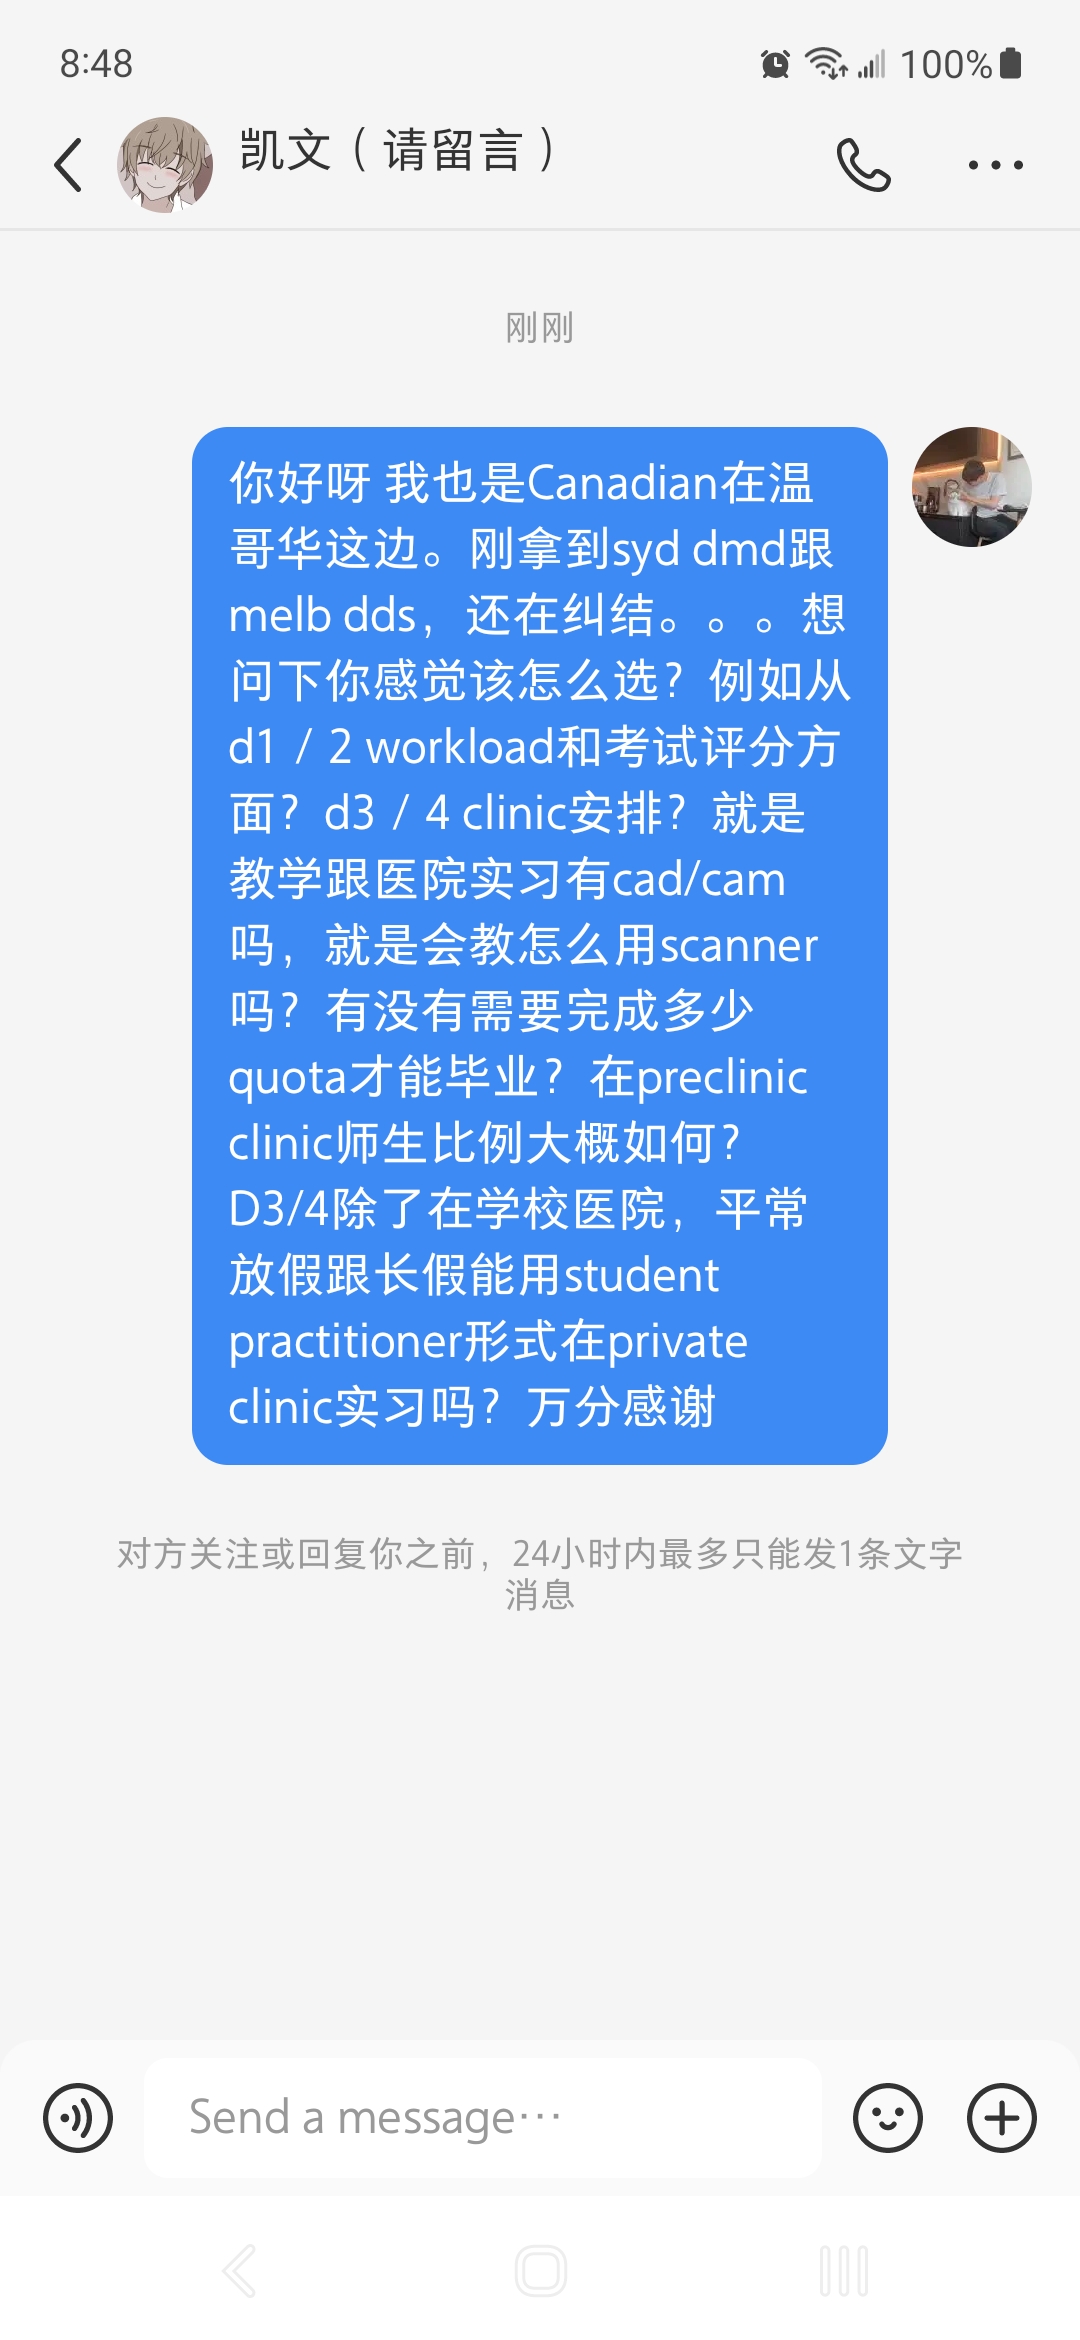 8:48
100%
凯文（请留言）
刚刚
你好呀 我也是Canadian在温
哥华这边。刚拿到syd dmd跟
melb dds，还在纠结。。。想
问下你感觉该怎么选？例如从
d1 / 2 workload和考试评分方
面？d3 / 4 clinic安排？就是
教学跟医院实习有cad/cam
吗，就是会教怎么用scanner
吗？有没有需要完成多少
quota才能毕业？在preclinic
clinic师生比例大概如何？
D3/4除了在学校医院，平常
放假跟长假能用student
practitioner形式在private
clinic实习吗？万分感谢
对方关注或回复你之前，24小时内最多只能发1条文字
消息
Send a message…